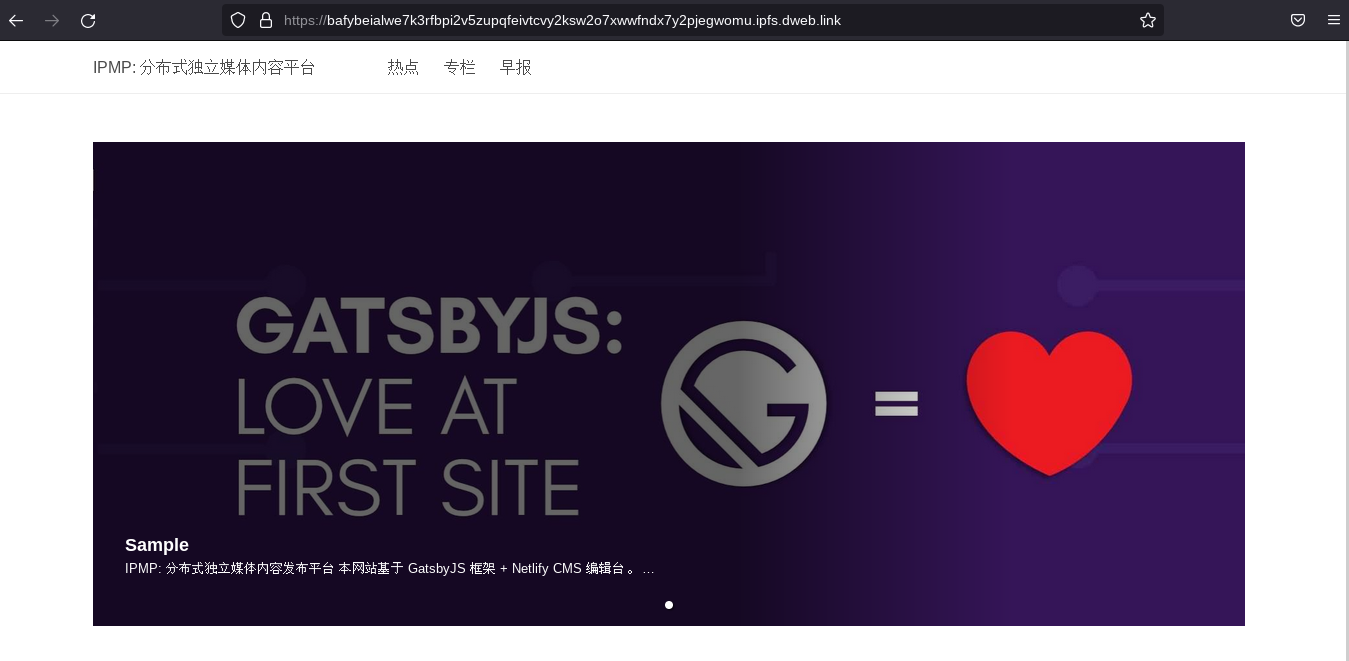 https://bafybeialwe7k3rfbpi2v5zupqfeivtcvy2ksw2o7xwwfndx7y2pjegwomu.ipfs.dweb.link
IPMP: 分布式独立媒体内容平台 热点 专栏 早报
GATSBYJS:
LOVE AT
FIRST SITE
=
Sample
IPMP: 分布式独立媒体内容发布平台 本网站基于 GatsbyJS 框架 + Netlify CMS 编辑台 。 …